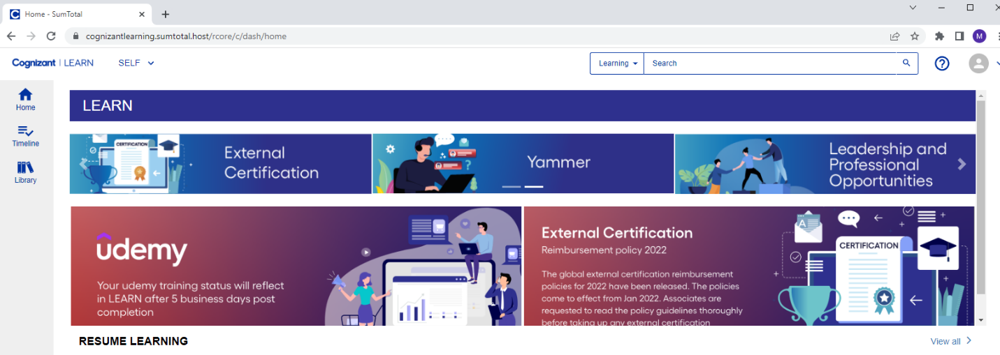 Home - SumTotal
cognizantlearning.sumtotal.host/rcore/c/dash/home
M
Cognizant | LEARN
SELF
Learning
Search
Home
Timeline
Library
LEARN
CERTIFICATION
External
Certification
Yammer
Leadership and
Professional
Opportunities
udemy
Your udemy training status will reflect
in LEARN after 5 business days post
completion
External Certification
Reimbursement policy 2022
The global external certification reimbursement
policies for 2022 have been released. The policies
come to effect from Jan 2022. Associates are
requested to read the policy guidelines thoroughly
before taking up any external certification
A
CERTIFICATION
RESUME LEARNING
View all